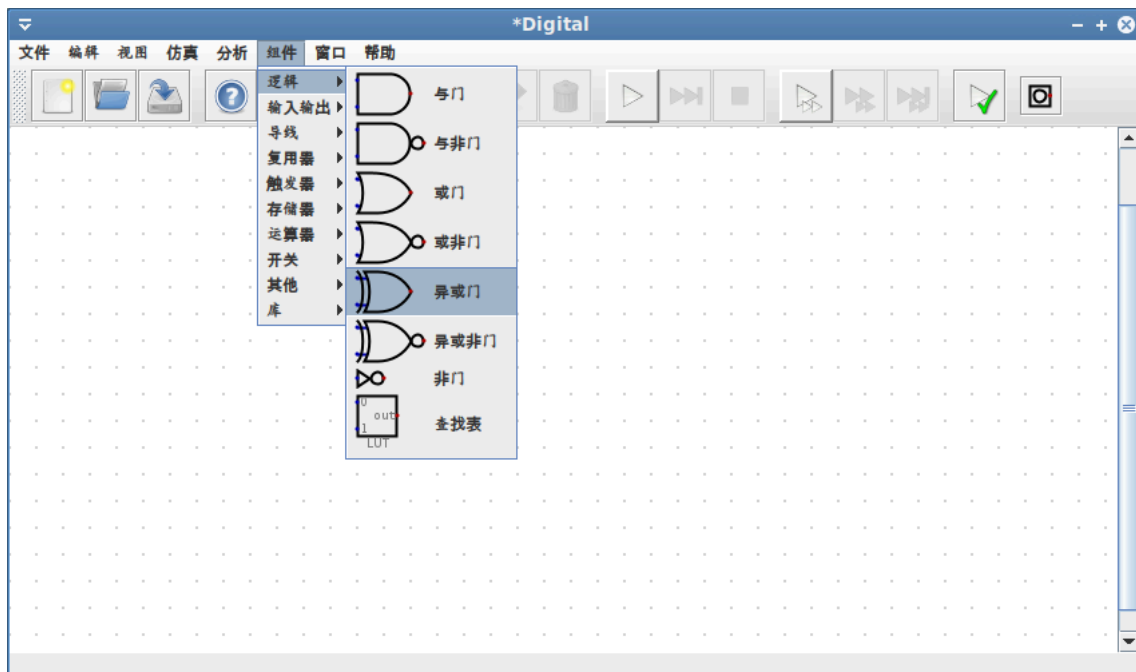 *Digital
文件 编辑 视图 仿真 分析 组件 窗口 帮助
逻辑
输入输出
导线
复用器
触发器
存储器
运算器
开关
其他
库
与门
与非门
或门
或非门
异或门
异或非门
非门
0
out
1
LUT
查找表